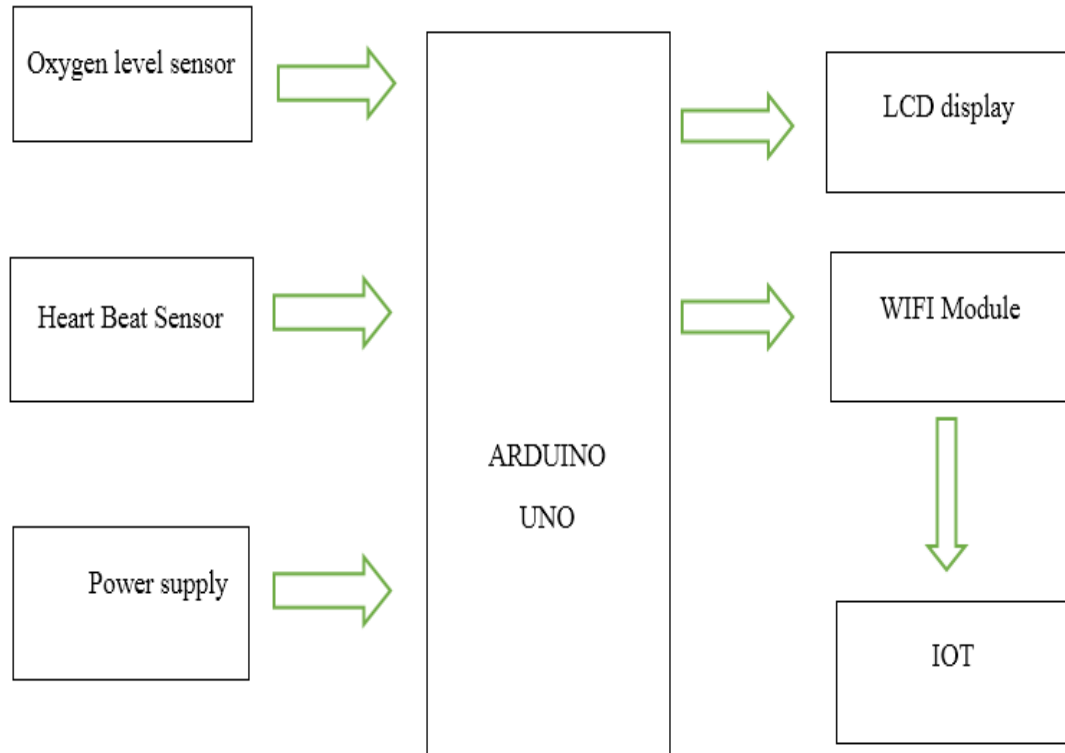 Oxygen level sensor
LCD display
Heart Beat Sensor
WIFI Module
ARDUINO
UNO
Power supply
IOT